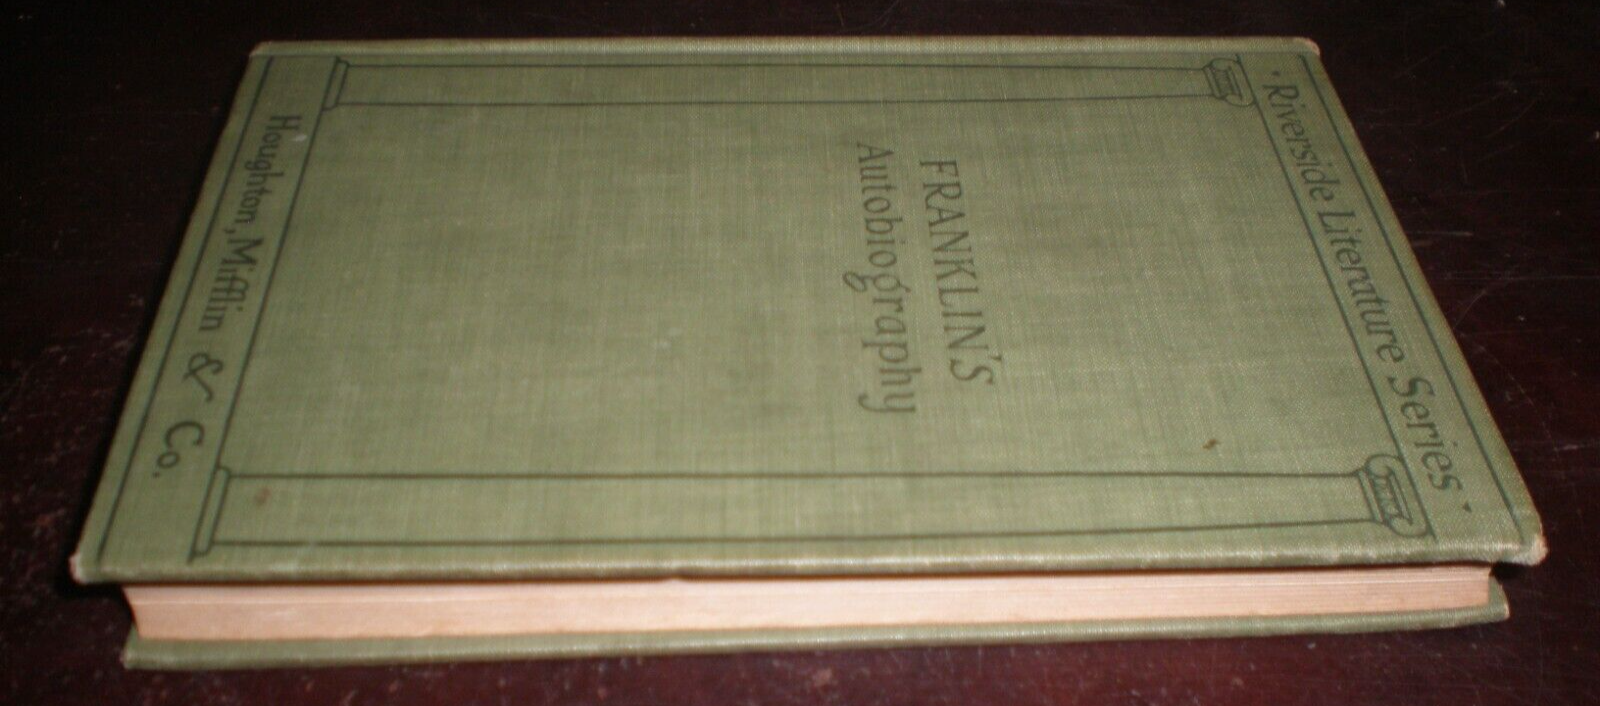 · Riverside Literature Series ·
FRANKLIN'S
Autobiography
Houghton, Mifflin & Co.